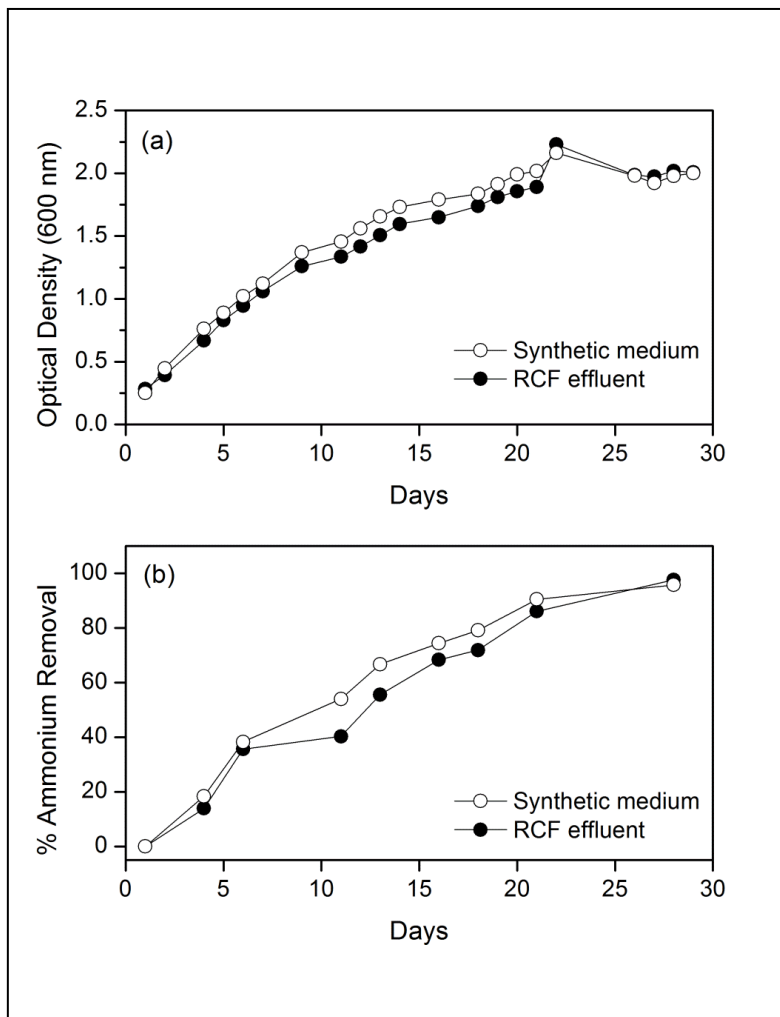 (a)
2.5
2.0
1.5
1.0
0.5
0.0
Optical Density (600 nm)
Synthetic medium
RCF effluent
0 5 10 15 20 25 30
Days
(b)
100
80
60
40
20
0
% Ammonium Removal
Synthetic medium
RCF effluent
0 5 10 15 20 25 30
Days